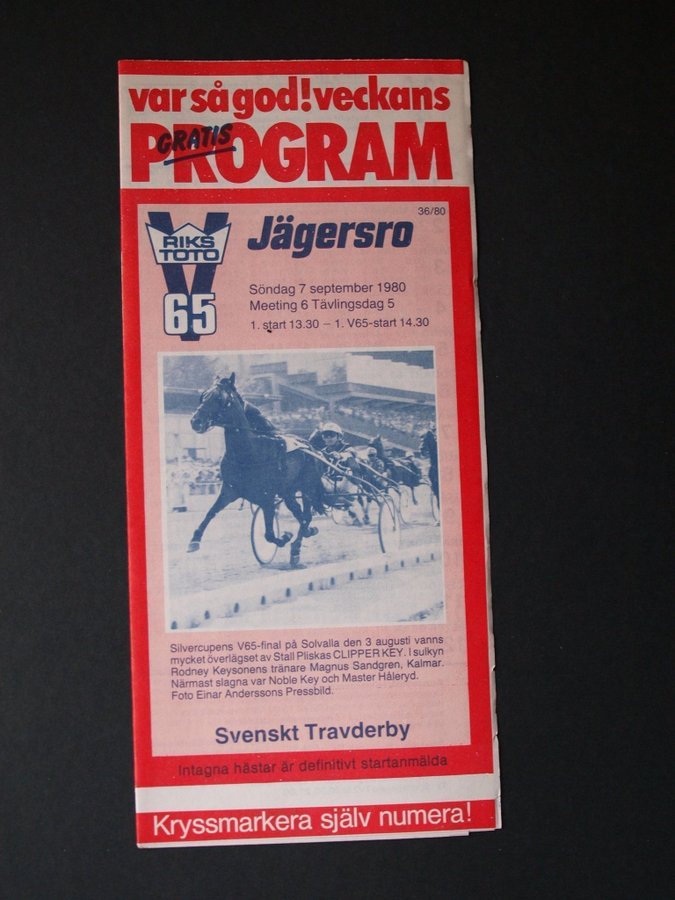 var så god! veckans
GRATIS
PROGRAM
36/80
RIKS
TOTO
V
65
Jägersro
Söndag 7 september 1980
Meeting 6 Tävlingsdag 5
1. start 13.30 – 1. V65-start 14.30
Silvercupens V65-final på Solvalla den 3 augusti vanns
mycket överlägset av Stall Pliskas CLIPPER KEY. I sulkyn
Rodney Keysonens tränare Magnus Sandgren, Kalmar.
Närmast slagna var Noble Key och Master Håleryd.
Foto Einar Anderssons Pressbild.
Svenskt Travderby
Intagna hästar är definitivt startanmälda
Kryssmarkera själv numera!